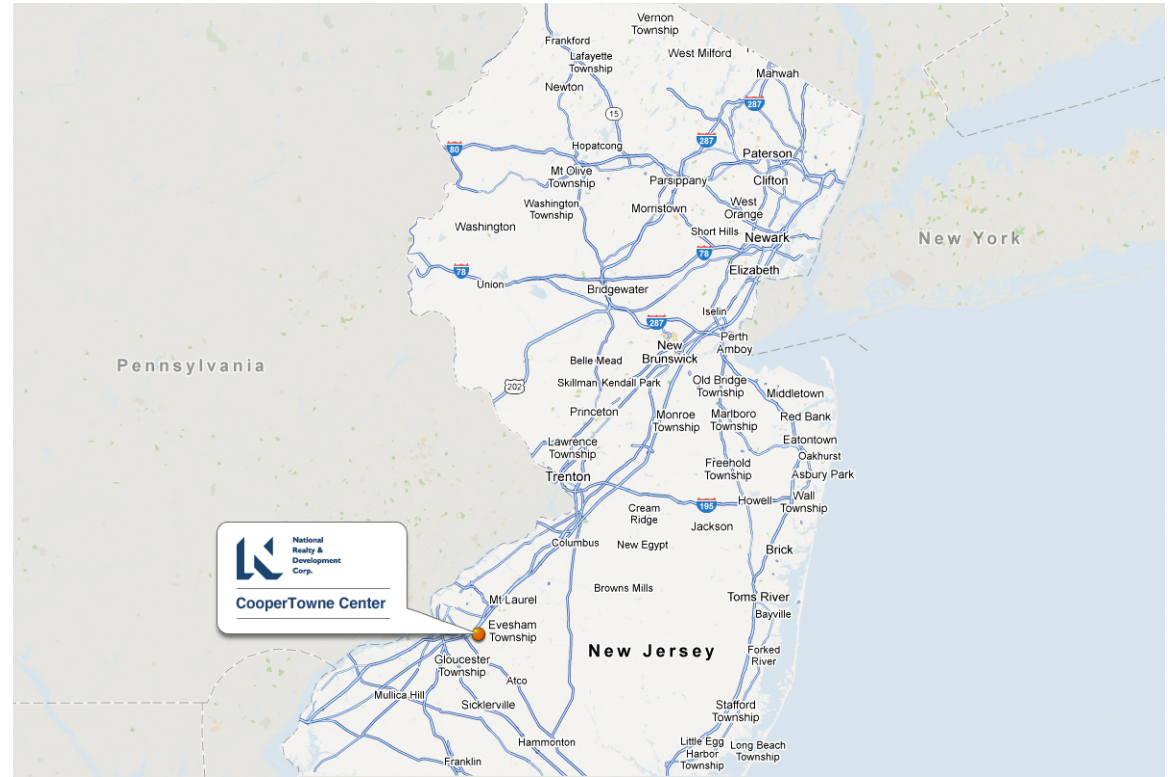 Vernon
Township
Frankford
West Milford
Lafayette
Township
Mahwah
Newton
287
15
287
80
Hopatcong
Paterson
Mt Olive
Township
Parsippany
Clifton
Washington
Township
Morristown
West
Orange
Washington
Short Hills
Newark
New York
78
78
Union
Elizabeth
Bridgewater
Iselin
287
Perth
Amboy
New
Brunswick
Pennsylvania
Belle Mead
202
Skillman
Kendall Park
Old Bridge
Township
Middletown
Princeton
Monroe
Township
Marlboro
Township
Red Bank
Lawrence
Township
Eatontown
Oakhurst
Freehold
Township
Asbury Park
Trenton
195
Howell
Wall
Township
Cream
Ridge
Jackson
Columbus
New Egypt
Brick
National
Realty &
Development
Corp.
CooperTowne Center
Browns Mills
Toms River
Mt Laurel
Bayville
Evesham
Township
New Jersey
Forked
River
Gloucester
Township
Atco
Mullica Hill
Sicklerville
Stafford
Township
Hammonton
Little Egg
Harbor
Township
Long Beach
Township
Franklin